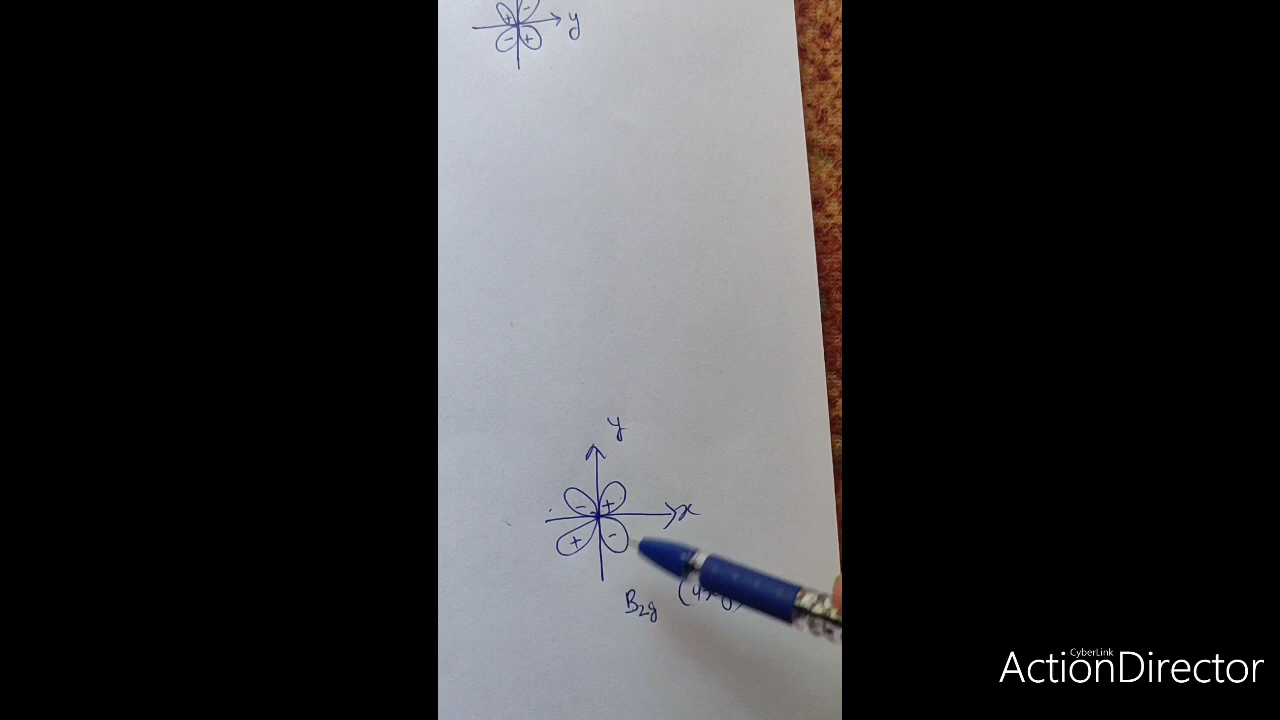 + -
- + y
y
- +
x
+ -
B2g
CyberLink
ActionDirector